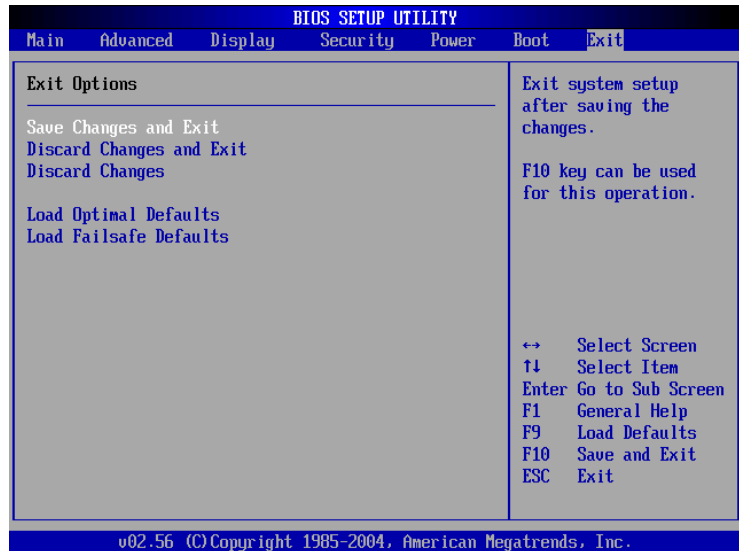 BIOS SETUP UTILITY
Main Advanced Display Security Power Boot Exit
Exit Options
Save Changes and Exit
Discard Changes and Exit
Discard Changes
Load Optimal Defaults
Load Failsafe Defaults
Exit system setup
after saving the
changes.
F10 key can be used
for this operation.
↔ Select Screen
↑↓ Select Item
Enter Go to Sub Screen
F1 General Help
F9 Load Defaults
F10 Save and Exit
ESC Exit
v02.56 (C)Copyright 1985-2004, American Megatrends, Inc.